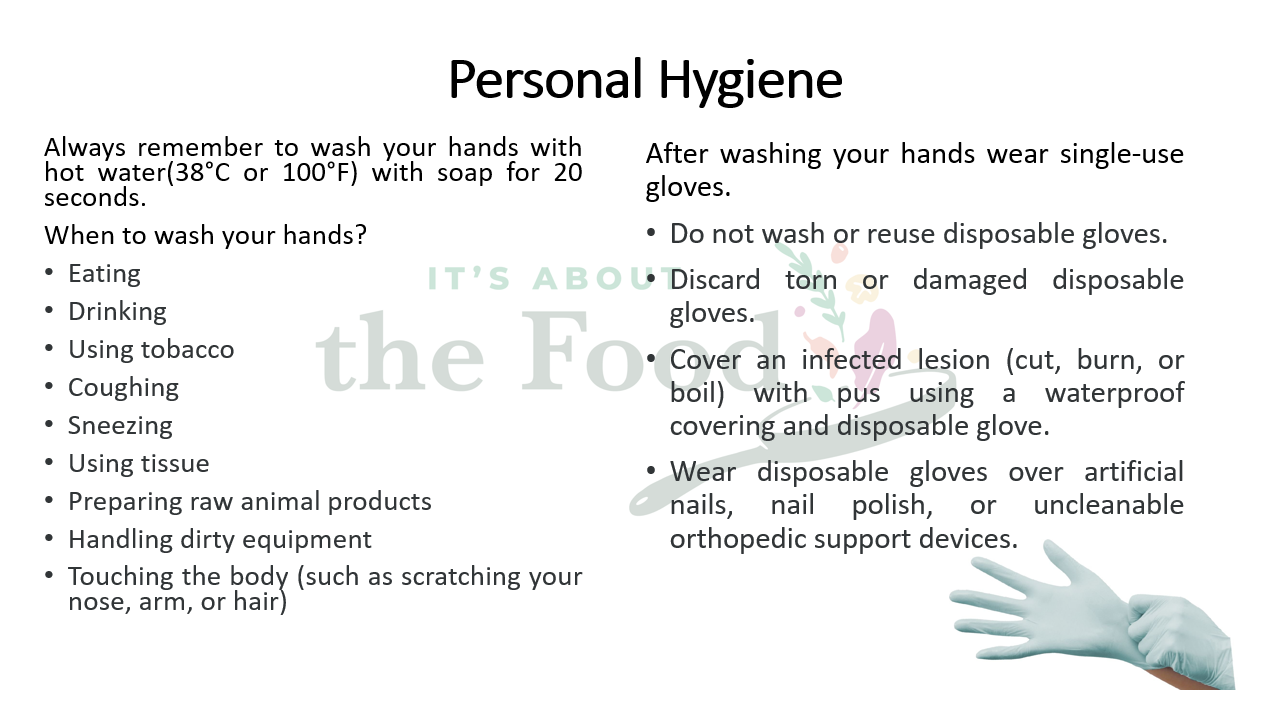 Personal Hygiene
Always remember to wash your hands with
hot water(38°C or 100°F) with soap for 20
seconds.
When to wash your hands?
• Eating
• Drinking
• Using tobacco
• Coughing
• Sneezing
• Using tissue
• Preparing raw animal products
• Handling dirty equipment
• Touching the body (such as scratching your
nose, arm, or hair)
After washing your hands wear single-use
gloves.
• Do not wash or reuse disposable gloves.
• Discard torn or damaged disposable
gloves.
• Cover an infected lesion (cut, burn, or
boil) with pus using a waterproof
covering and disposable glove.
• Wear disposable gloves over artificial
nails, nail polish, or uncleanable
orthopedic support devices.
IT'S ABOUT
the Food